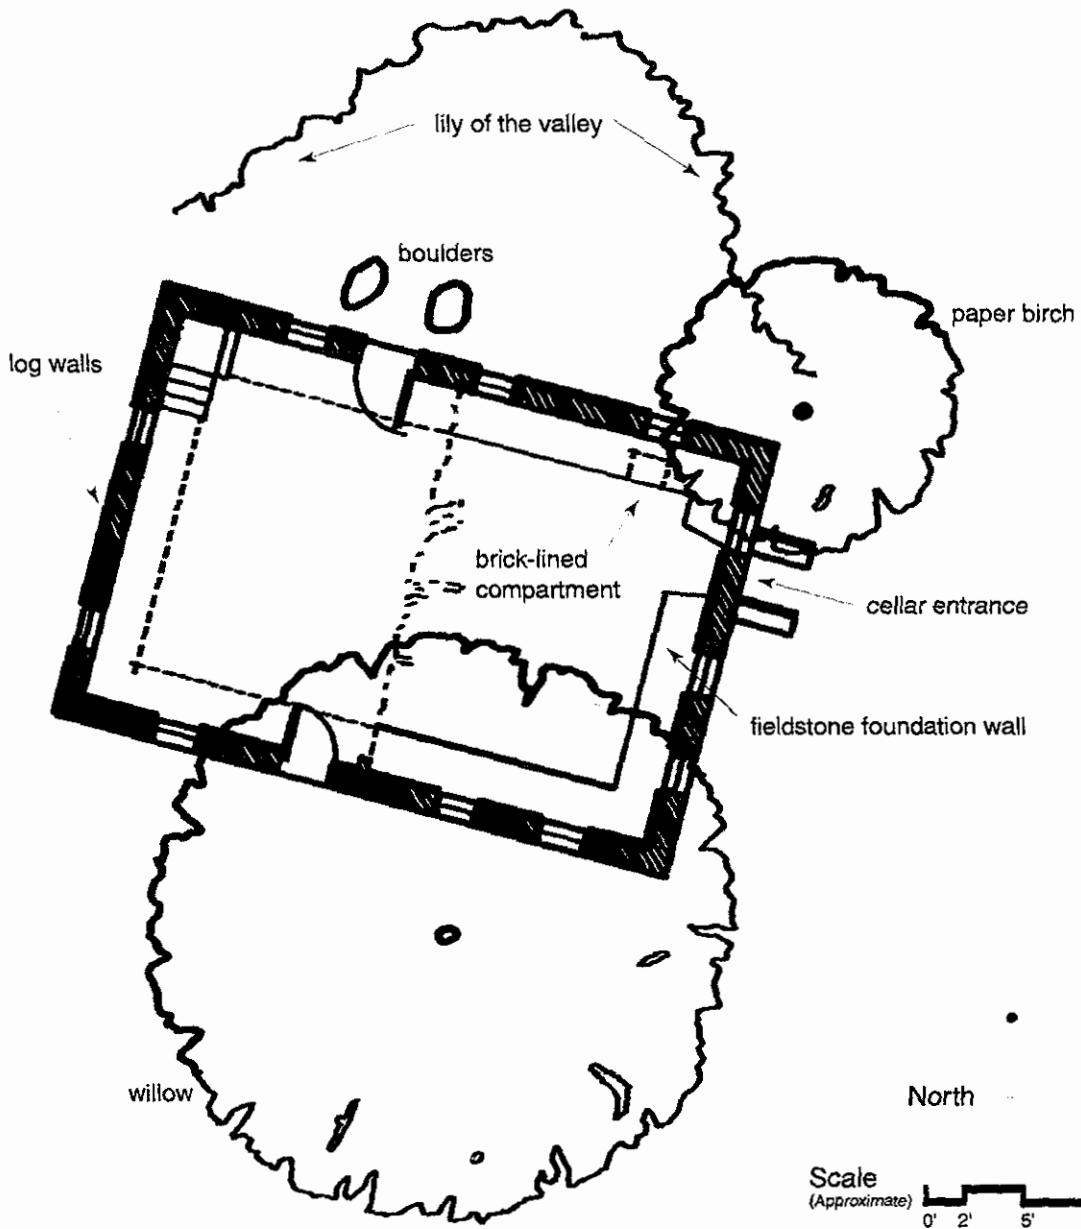 lily of the valley
boulders
paper birch
log walls
brick-lined
compartment
cellar entrance
fieldstone foundation wall
willow
North
Scale
(Approximate)
0' 2' 5'